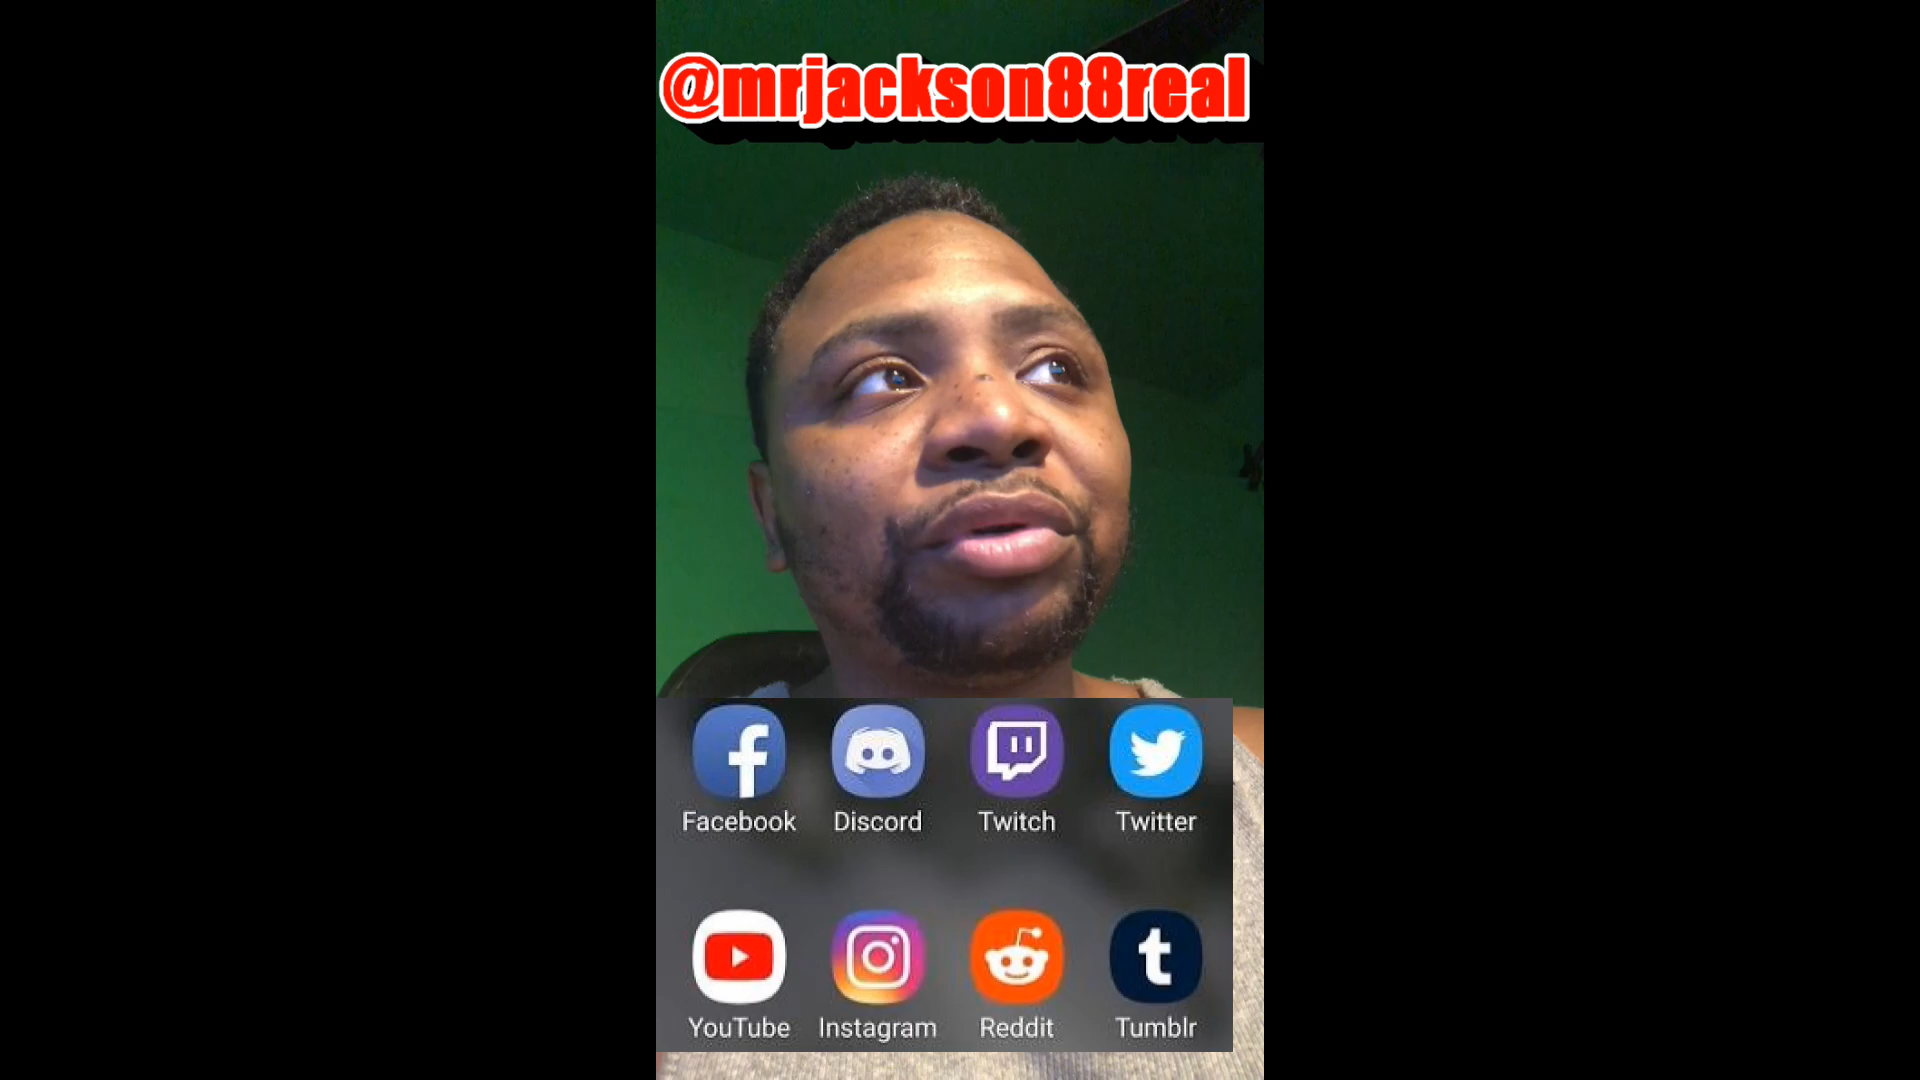 @mrjackson88real
Facebook Discord Twitch Twitter
YouTube Instagram Reddit Tumblr